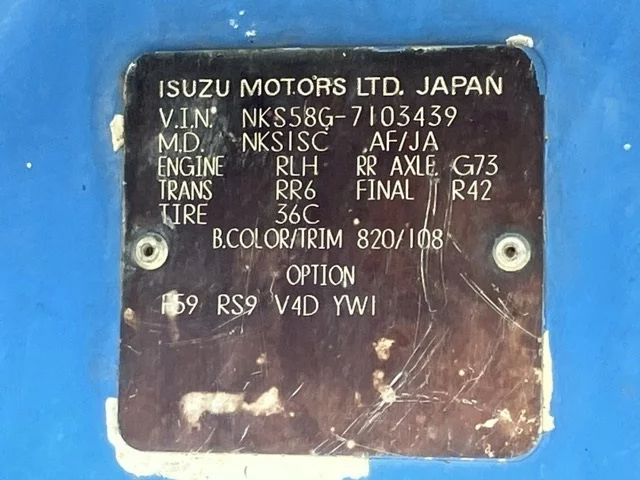 ISUZU MOTORS LTD. JAPAN
V.I.N. NKS58G-7103439
M.D. NKS1SC AF/JA
ENGINE RLH RR AXLE. G73
TRANS RR6 FINAL R42
TIRE 36C
B.COLOR/TRIM 820/108
OPTION
F59 RS9 V4D YW1